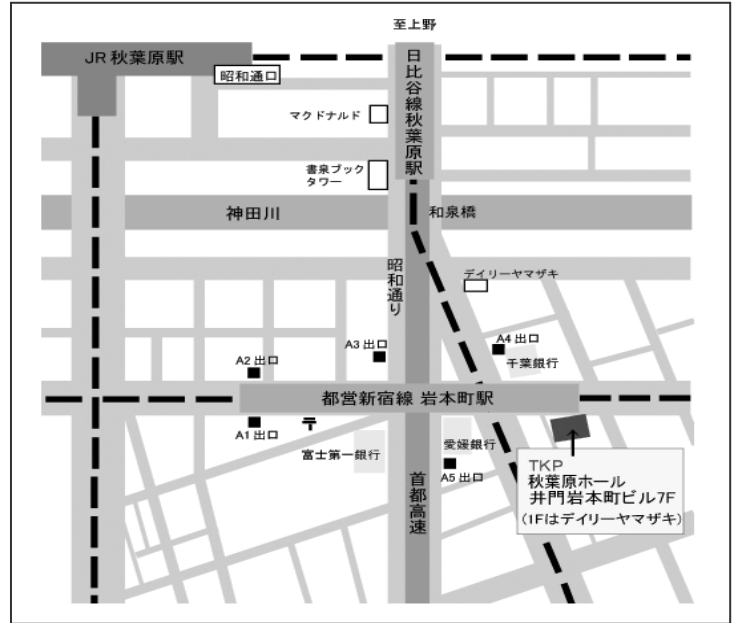 至上野
JR 秋葉原駅
昭和通口
日比谷線秋葉原駅
マクドナルド
書泉ブック
タワー
神田川
和泉橋
昭和通り
デイリーヤマザキ
A3 出口
A4 出口
A2 出口
千葉銀行
都営新宿線 岩本町駅
A1 出口
〒
富士第一銀行
愛媛銀行
A5 出口
首都高速
TKP
秋葉原ホール
井門岩本町ビル7F
(1Fはデイリーヤマザキ)